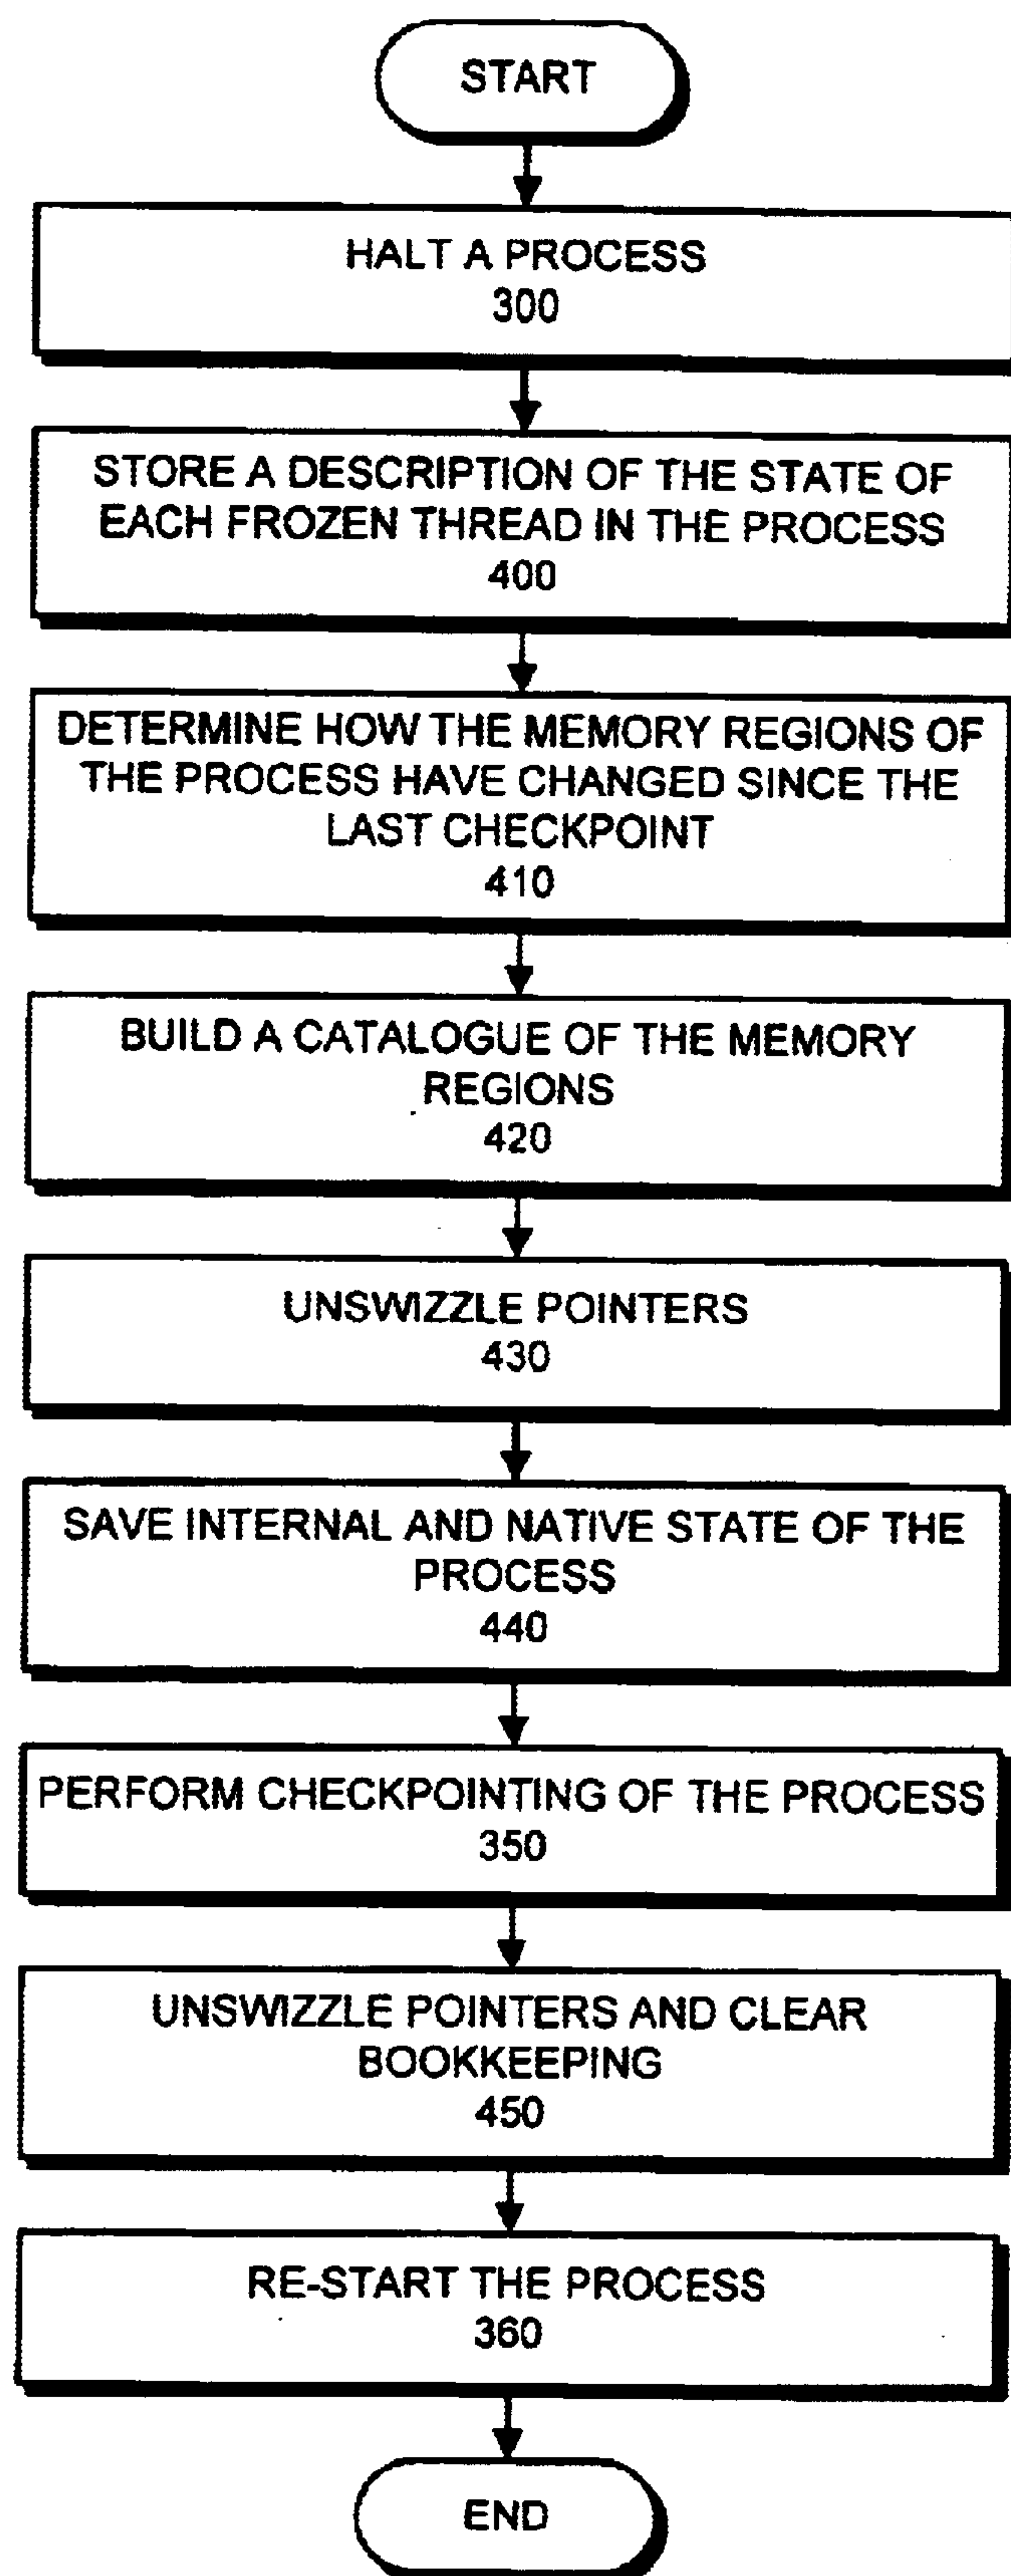 START
HALT A PROCESS
300
STORE A DESCRIPTION OF THE STATE OF
EACH FROZEN THREAD IN THE PROCESS
400
DETERMINE HOW THE MEMORY REGIONS OF
THE PROCESS HAVE CHANGED SINCE THE
LAST CHECKPOINT
410
BUILD A CATALOGUE OF THE MEMORY
REGIONS
420
UNSWIZZLE POINTERS
430
SAVE INTERNAL AND NATIVE STATE OF THE
PROCESS
440
PERFORM CHECKPOINTING OF THE PROCESS
350
UNSWIZZLE POINTERS AND CLEAR
BOOKKEEPING
450
RE-START THE PROCESS
360
END